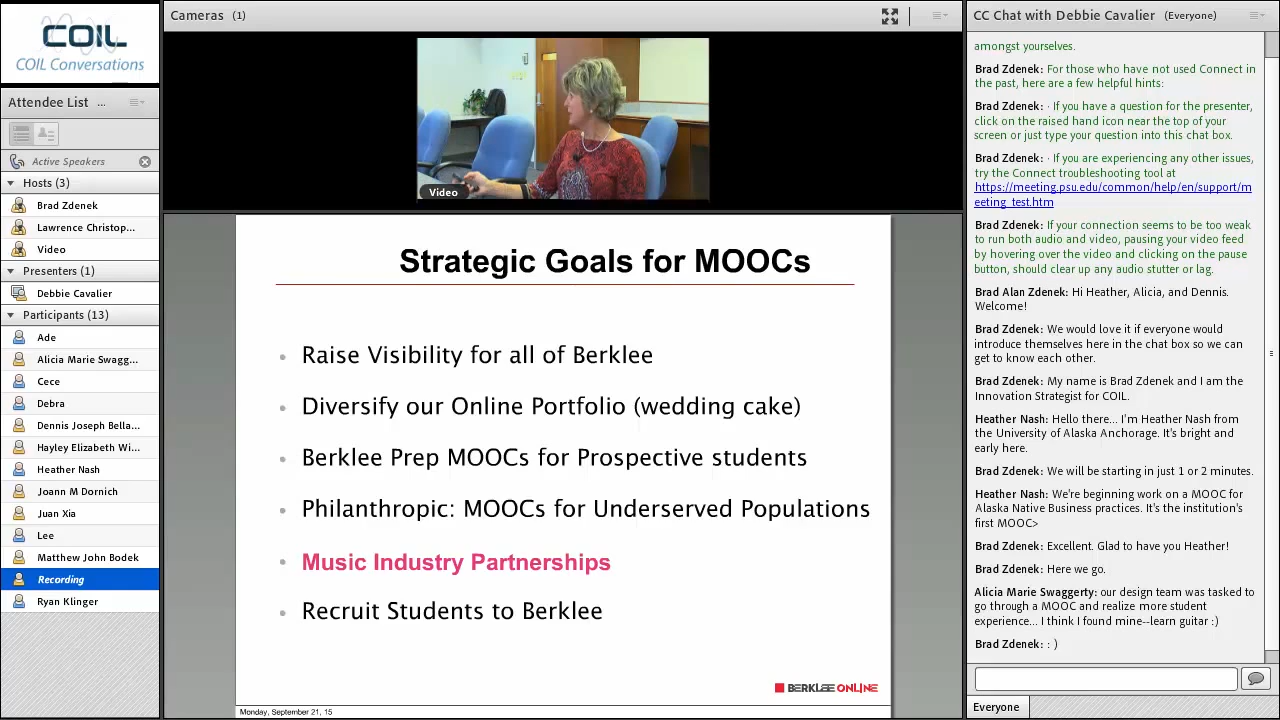 COIL
COIL Conversations
Attendee List ...
Active Speakers
Hosts (3)
Brad Zdenek
Lawrence Christop...
Video
Presenters (1)
Debbie Cavalier
Participants (13)
Ade
Alicia Marie Swagg...
Cece
Debra
Dennis Joseph Bella...
Hayley Elizabeth Wi...
Heather Nash
Joann M Dornich
Juan Xia
Lee
Matthew John Bodek
Recording
Ryan Klinger
Cameras (1)
Video
Strategic Goals for MOOCs
• Raise Visibility for all of Berklee
• Diversify our Online Portfolio (wedding cake)
• Berklee Prep MOOCs for Prospective students
• Philanthropic: MOOCs for Underserved Populations
• Music Industry Partnerships
• Recruit Students to Berklee
BERKLEE ONLINE
Monday, September 21, 15
CC Chat with Debbie Cavalier (Everyone)
amongst yourselves.
Brad Zdenek: For those who have not used Connect in
the past, here are a few helpful hints:
Brad Zdenek: · If you have a question for the presenter,
click on the raised hand icon near the top of your
screen or just type your question into this chat box.
Brad Zdenek: · If you are experiencing any other issues,
try the Connect troubleshooting tool at
https://meeting.psu.edu/common/help/en/support/m
eeting_test.htm
Brad Zdenek: If your connection seems to be too weak
to run both audio and video, pausing your video feed
by hovering over the video and clicking on the pause
button, should clear up any audio stutter or lag.
Brad Alan Zdenek: Hi Heather, Alicia, and Dennis.
Welcome!
Brad Zdenek: We would love it if everyone would
introduce themselves here in the chat box so we can
get to know each other.
Brad Zdenek: My name is Brad Zdenek and I am the
Innovation Strategist for COIL.
Heather Nash: Hello there... I'm Heather Nash from
the University of Alaska Anchorage. It's bright and
early here.
Brad Zdenek: We will be starting in just 1 or 2 minutes.
Heather Nash: We're beginning work on a MOOC for
Alaska Native Business practices. It's the institution's
first MOOC>
Brad Zdenek: Excellent. Glad to have you Heather!
Brad Zdenek: Here we go.
Alicia Marie Swaggerty: our design team was tasked to
go through a MOOC and realize more student
experience... I think I found mine--learn guitar :)
Brad Zdenek: : )
Everyone